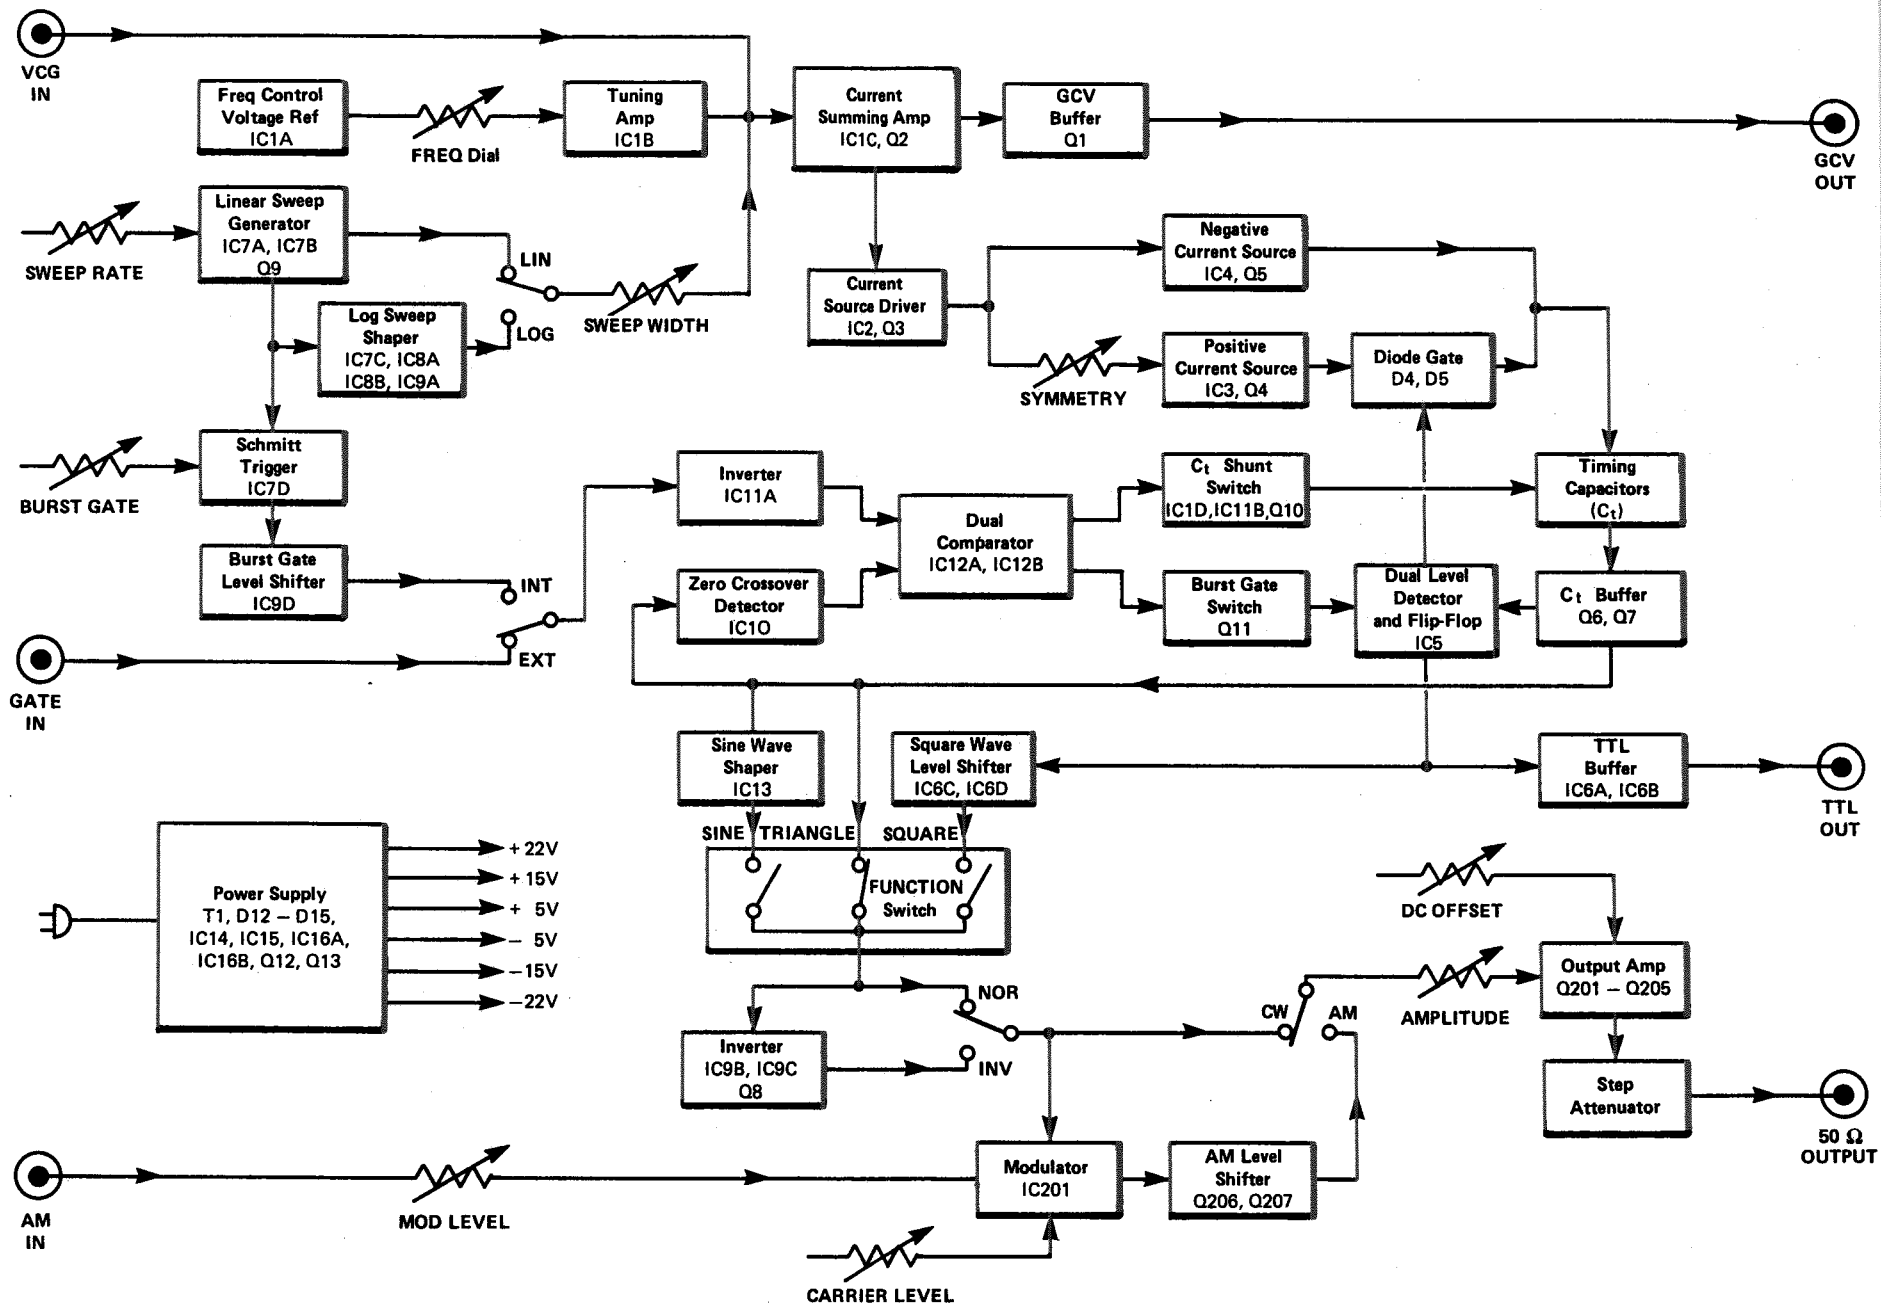 VCG
IN
Freq Control
Voltage Ref
IC1A
FREQ Dial
Tuning
Amp
IC1B
Current
Summing Amp
IC1C, Q2
GCV
Buffer
Q1
GCV
OUT
SWEEP RATE
Linear Sweep
Generator
IC7A, IC7B
Q9
LIN
LOG
SWEEP WIDTH
Log Sweep
Shaper
IC7C, IC8A
IC8B, IC9A
Current
Source Driver
IC2, Q3
Negative
Current Source
IC4, Q5
SYMMETRY
Positive
Current Source
IC3, Q4
Diode Gate
D4, D5
BURST GATE
Schmitt
Trigger
IC7D
Burst Gate
Level Shifter
IC9D
INT
EXT
GATE
IN
Inverter
IC11A
Zero Crossover
Detector
IC10
Dual
Comparator
IC12A, IC12B
Ct Shunt
Switch
IC1D, IC11B, Q10
Burst Gate
Switch
Q11
Dual Level
Detector
and Flip-Flop
IC5
Timing
Capacitors
(Ct)
Ct Buffer
Q6, Q7
Sine Wave
Shaper
IC13
Square Wave
Level Shifter
IC6C, IC6D
TTL
Buffer
IC6A, IC6B
TTL
OUT
SINE TRIANGLE SQUARE
FUNCTION
Switch
Power Supply
T1, D12 – D15,
IC14, IC15, IC16A,
IC16B, Q12, Q13
+ 22V
+ 15V
+ 5V
– 5V
–15V
–22V
Inverter
IC9B, IC9C
Q8
NOR
INV
CW
AM
DC OFFSET
AMPLITUDE
Output Amp
Q201 – Q205
Step
Attenuator
50 Ω
OUTPUT
AM
IN
MOD LEVEL
Modulator
IC201
AM Level
Shifter
Q206, Q207
CARRIER LEVEL